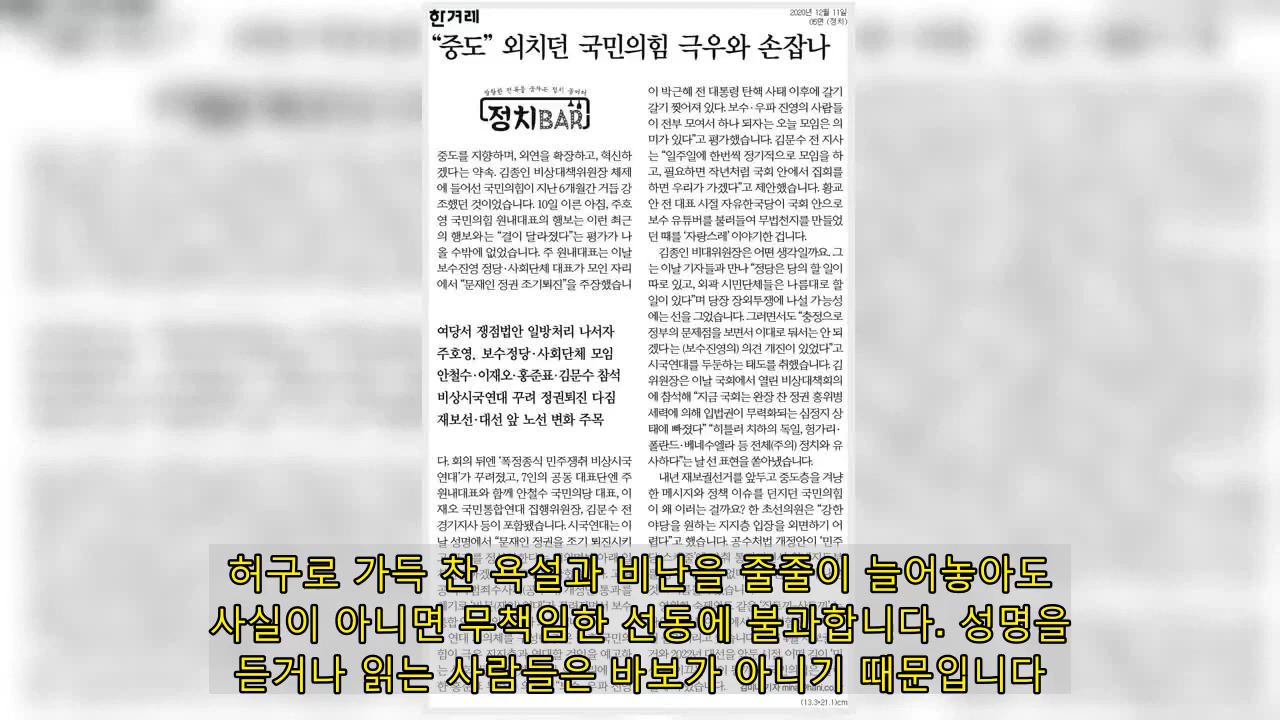 한겨레
2020년 12월 11일
05면 (정치)
“중도” 외치던 국민의힘 극우와 손잡나
정치BAR
중도를 지향하며, 외연을 확장하고, 혁신하
겠다는 약속. 김종인 비상대책위원장 체제
에 들어선 국민의힘이 지난 6개월간 거듭 강
조했던 것이었습니다. 10일 이른 아침, 주호
영 국민의힘 원내대표의 행보는 이런 최근
의 행보와는 “결이 달라졌다”는 평가가 나
올 수밖에 없었습니다. 주 원내대표는 이날
보수진영 정당·사회단체 대표가 모인 자리
에서 “문재인 정권 조기퇴진”을 주장했습니
여당서 쟁점법안 일방처리 나서자
주호영, 보수정당·사회단체 모임
안철수·이재오·홍준표·김문수 참석
비상시국연대 꾸려 정권퇴진 다짐
재보선·대선 앞 노선 변화 주목
다. 회의 뒤엔 ‘폭정종식 민주쟁취 비상시국
연대’가 꾸려졌고, 7인의 공동 대표단엔 주
원내대표와 함께 안철수 국민의당 대표, 이
재오 국민통합연대 집행위원장, 김문수 전
경기지사 등이 포함됐습니다. 시국연대는 이
날 성명에서 “문재인 정권을 조기 퇴진시키
이 박근혜 전 대통령 탄핵 사태 이후에 갈기
갈기 찢어져 있다. 보수·우파 진영의 사람들
이 전부 모여서 하나 되자는 오늘 모임은 의
미가 있다”고 평가했습니다. 김문수 전 지사
는 “일주일에 한번씩 정기적으로 모임을 하
고, 필요하면 작년처럼 국회 안에서 집회를
하면 우리가 가겠다”고 제안했습니다. 황교
안 전 대표 시절 자유한국당이 국회 안으로
보수 유튜버를 불러들여 무법천지를 만들었
던 때를 ‘자랑스레’ 이야기한 겁니다.
김종인 비대위원장은 어떤 생각일까요. 그
는 이날 기자들과 만나 “정당은 당의 할 일이
따로 있고, 외곽 시민단체들은 나름대로 할
일이 있다”며 당장 장외투쟁에 나설 가능성
에는 선을 그었습니다. 그러면서도 “충정으로
정부의 문제점을 보면서 이대로 둬서는 안 되
겠다는 (보수진영의) 의견 개진이 있었다”고
시국연대를 두둔하는 태도를 취했습니다. 김
위원장은 이날 국회에서 열린 비상대책회의
에 참석해 “지금 국회는 완장 찬 정권 홍위병
세력에 의해 입법권이 무력화되는 심정지 상
태에 빠졌다” “히틀러 치하의 독일, 헝가리·
폴란드·베네수엘라 등 전체(주의) 정치와 유
사하다”는 날 선 표현을 쏟아냈습니다.
내년 재보궐선거를 앞두고 중도층을 겨냥
한 메시지와 정책 이슈를 던지던 국민의힘
이 왜 이러는 걸까요? 한 초선의원은 “강한
야당을 원하는 지지층 입장을 외면하기 어
렵다”고 했습니다. 공수처법 개정안이 ‘민주
허구로 가득 찬 욕설과 비난을 줄줄이 늘어놓아도
사실이 아니면 무책임한 선동에 불과합니다. 성명을
듣거나 읽는 사람들은 바보가 아니기 때문입니다
(13.3*21.1)cm